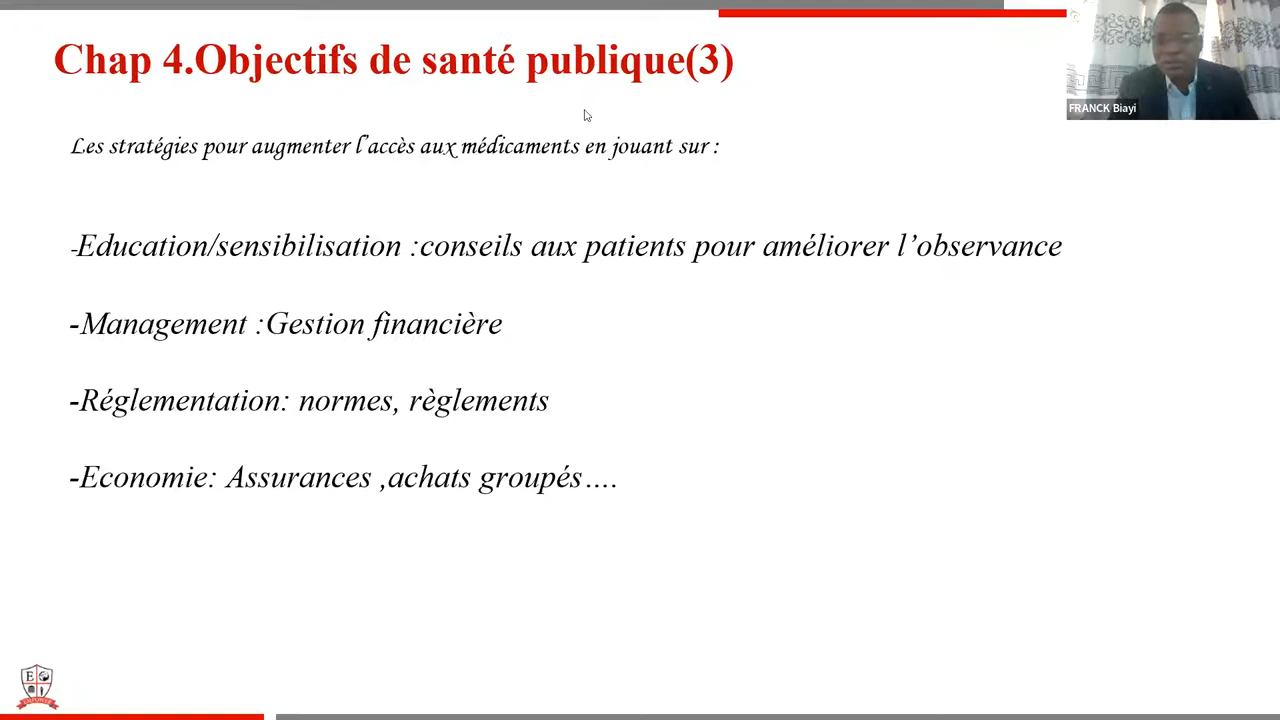 Chap 4.Objectifs de santé publique(3)
FRANCK Biayi
Les stratégies pour augmenter l'accès aux médicaments en jouant sur :
-Education/sensibilisation :conseils aux patients pour améliorer l’observance
-Management :Gestion financière
-Réglementation: normes, règlements
-Economie: Assurances ,achats groupés….
E